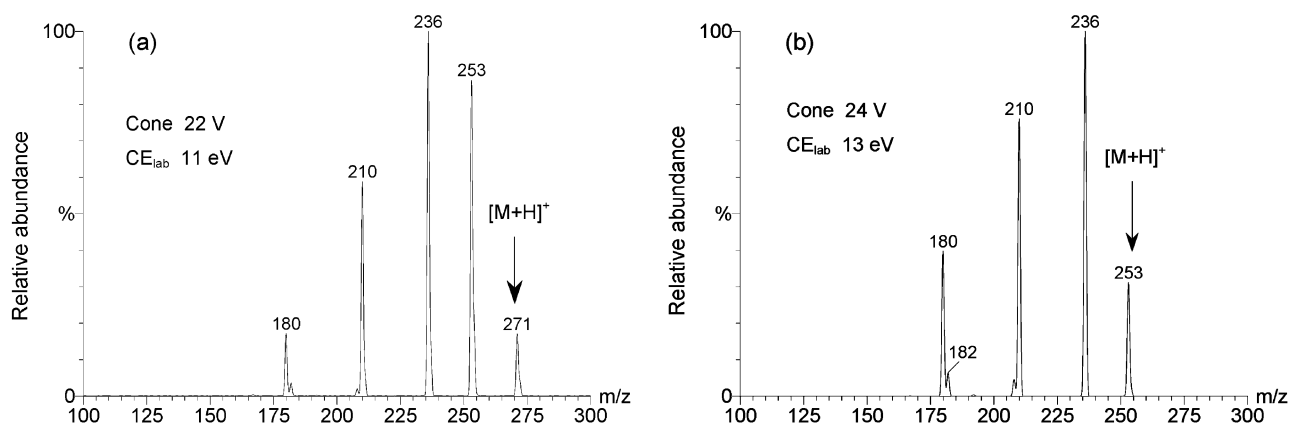 (a)
Cone 22 V
CE_lab 11 eV
Relative abundance
100
%
0
180
210
236
253
[M+H]⁺
271
100 125 150 175 200 225 250 275 300 m/z
(b)
Cone 24 V
CE_lab 13 eV
Relative abundance
100
%
0
180
182
210
236
[M+H]⁺
253
100 125 150 175 200 225 250 275 300 m/z